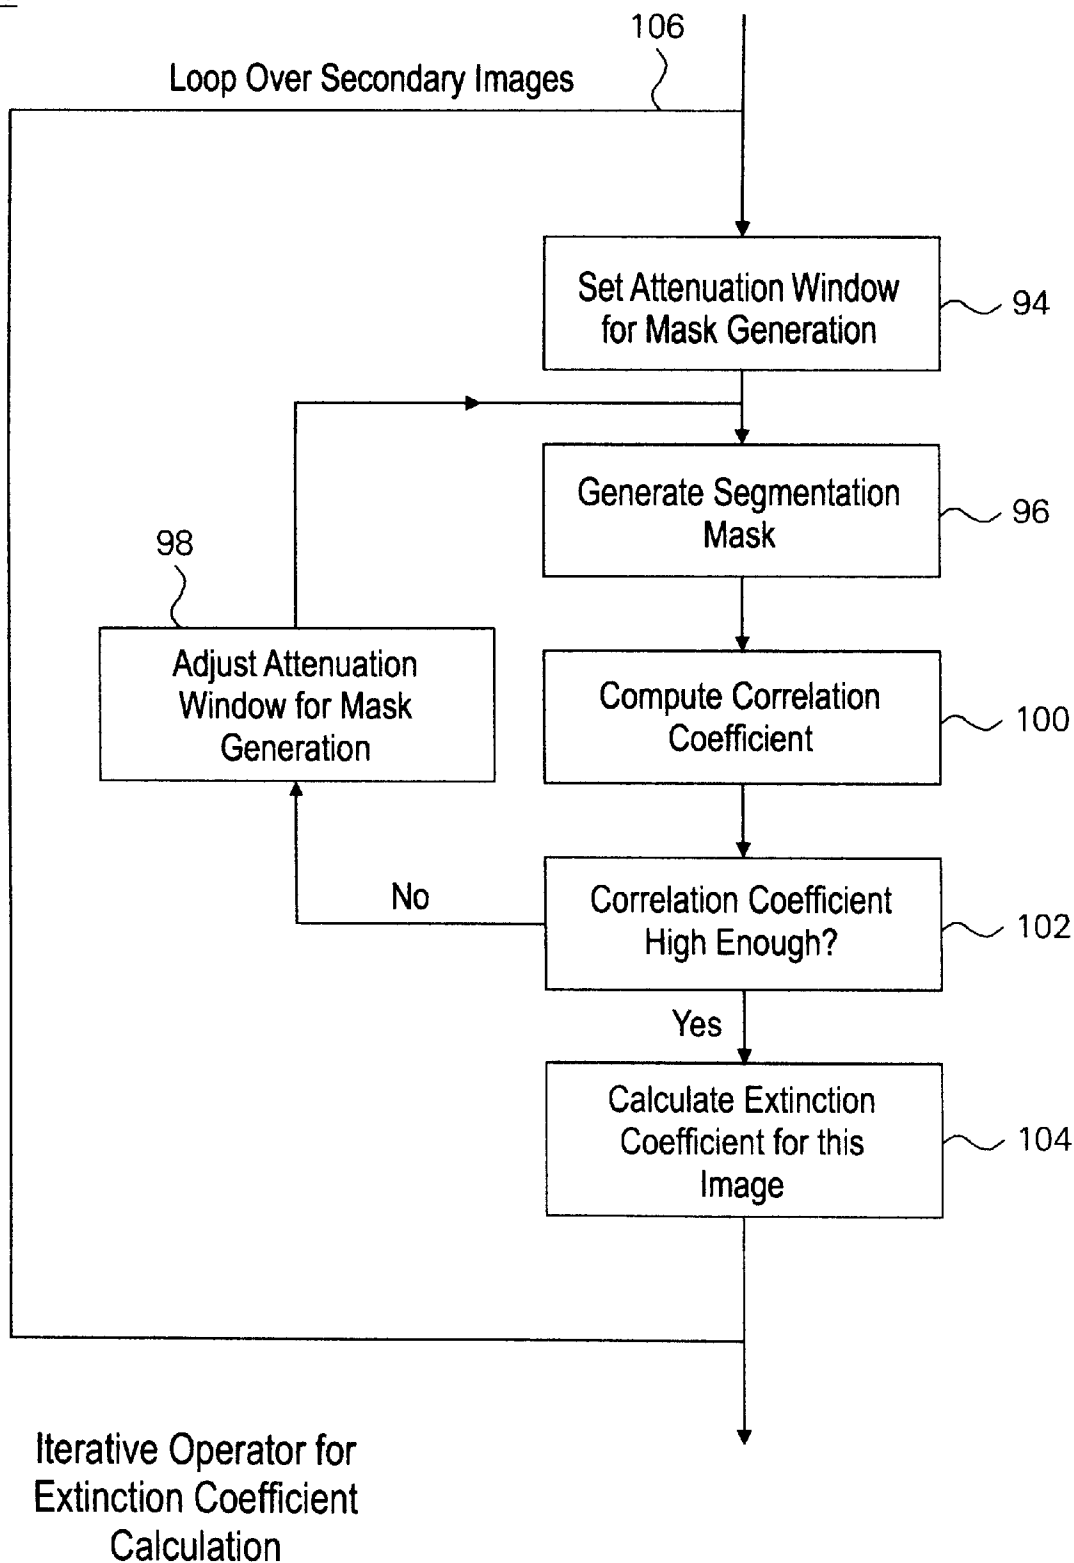 106
Loop Over Secondary Images
Set Attenuation Window
for Mask Generation
94
Generate Segmentation
Mask
96
98
Adjust Attenuation
Window for Mask
Generation
Compute Correlation
Coefficient
100
No
Correlation Coefficient
High Enough?
102
Yes
Calculate Extinction
Coefficient for this
Image
104
Iterative Operator for
Extinction Coefficient
Calculation